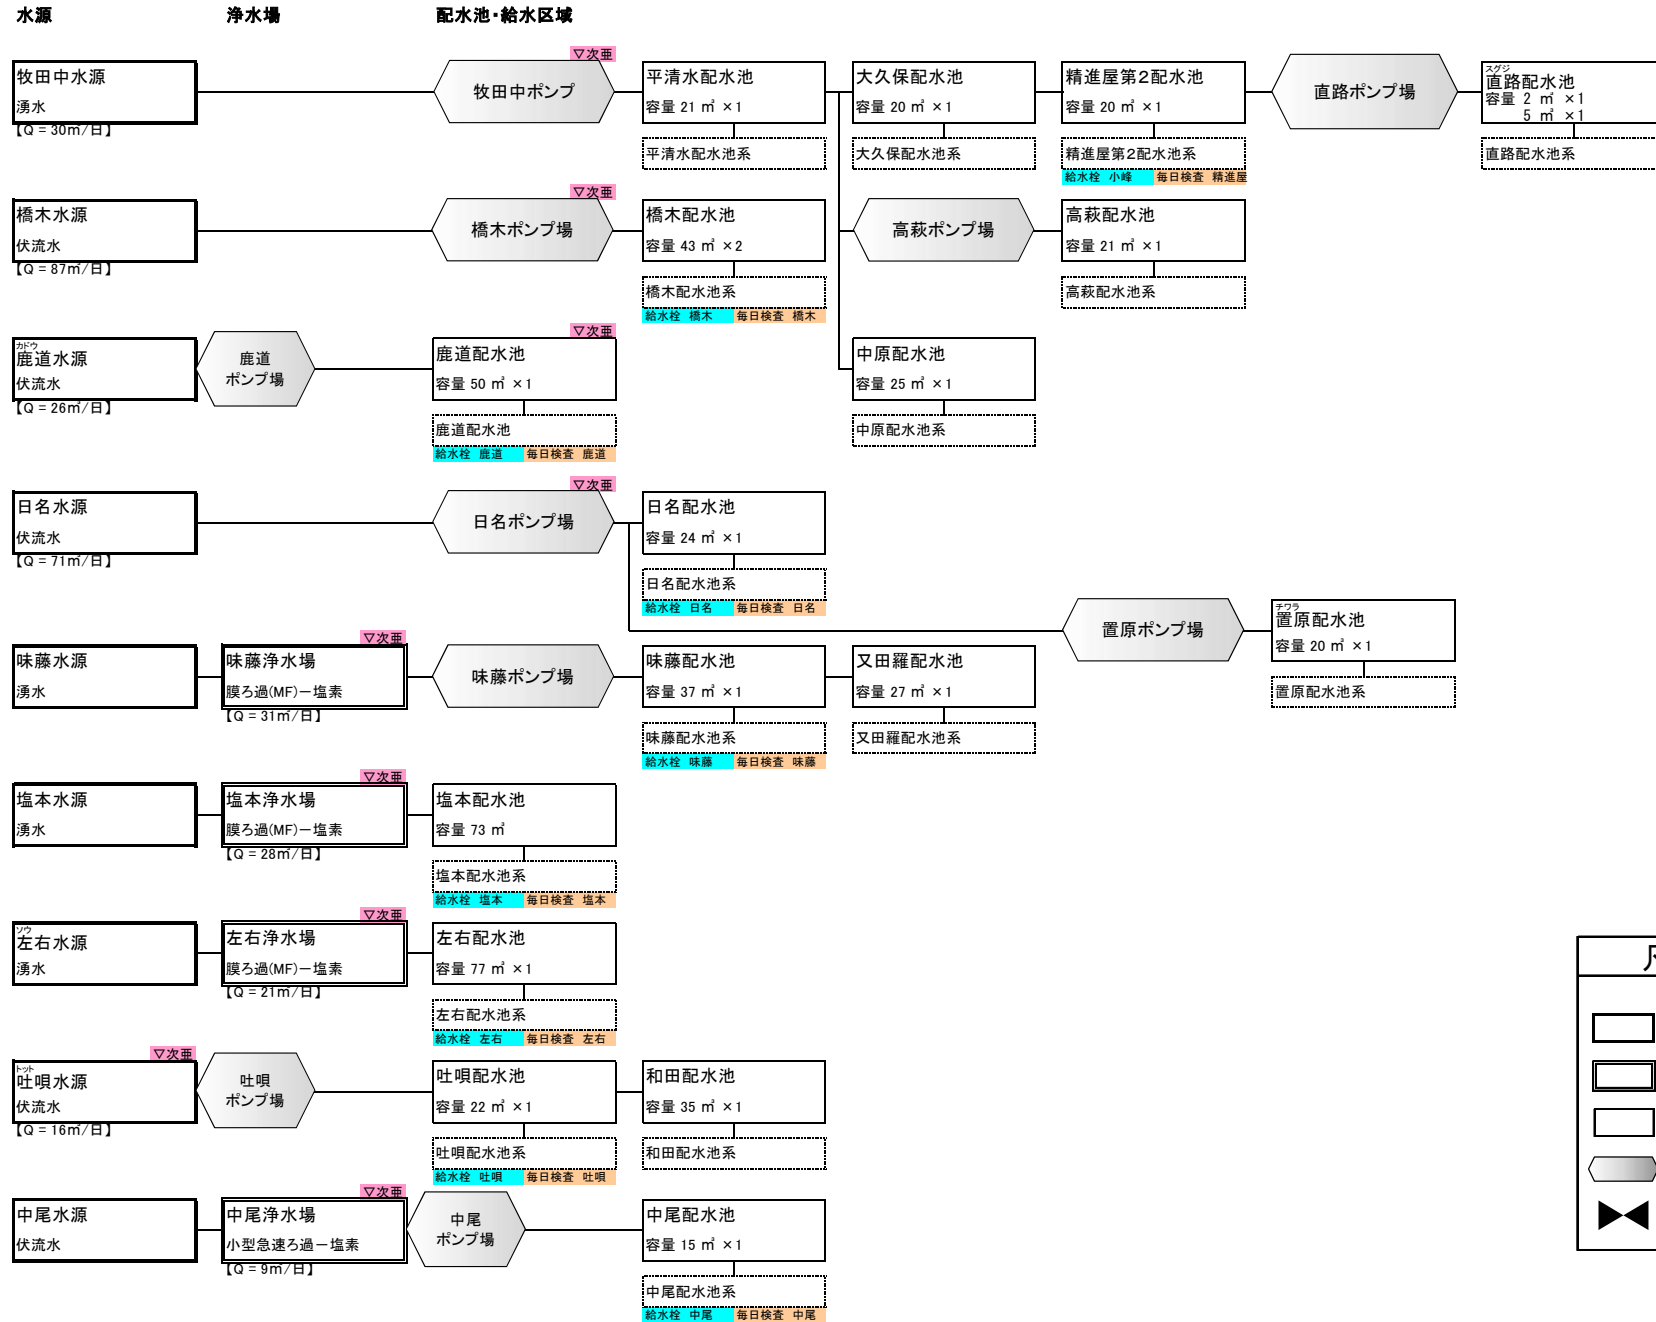 水源
浄水場
配水池・給水区域
▽次亜
牧田中水源
湧水
【Q = 30㎥/日】
牧田中ポンプ
平清水配水池
容量 21 ㎥ ×1
平清水配水池系
大久保配水池
容量 20 ㎥ ×1
大久保配水池系
精進屋第2配水池
容量 20 ㎥ ×1
精進屋第2配水池系
給水栓 小峰 毎日検査 精進屋
直路ポンプ場
スグジ
直路配水池
容量 2 ㎥ ×1
5 ㎥ ×1
直路配水池系
▽次亜
橋木水源
伏流水
【Q = 87㎥/日】
橋木ポンプ場
橋木配水池
容量 43 ㎥ ×2
橋木配水池系
給水栓 橋木 毎日検査 橋木
高萩ポンプ場
高萩配水池
容量 21 ㎥ ×1
高萩配水池系
▽次亜
カドウ
鹿道水源
伏流水
【Q = 26㎥/日】
鹿道
ポンプ場
鹿道配水池
容量 50 ㎥ ×1
鹿道配水池
給水栓 鹿道 毎日検査 鹿道
中原配水池
容量 25 ㎥ ×1
中原配水池系
▽次亜
日名水源
伏流水
【Q = 71㎥/日】
日名ポンプ場
日名配水池
容量 24 ㎥ ×1
日名配水池系
給水栓 日名 毎日検査 日名
置原ポンプ場
チワラ
置原配水池
容量 20 ㎥ ×1
置原配水池系
▽次亜
味藤水源
湧水
味藤浄水場
膜ろ過(MF)－塩素
【Q = 31㎥/日】
味藤ポンプ場
味藤配水池
容量 37 ㎥ ×1
味藤配水池系
給水栓 味藤 毎日検査 味藤
又田羅配水池
容量 27 ㎥ ×1
又田羅配水池系
▽次亜
塩本水源
湧水
塩本浄水場
膜ろ過(MF)－塩素
【Q = 28㎥/日】
塩本配水池
容量 73 ㎥
塩本配水池系
給水栓 塩本 毎日検査 塩本
▽次亜
ソウ
左右水源
湧水
左右浄水場
膜ろ過(MF)－塩素
【Q = 21㎥/日】
左右配水池
容量 77 ㎥ ×1
左右配水池系
給水栓 左右 毎日検査 左右
▽次亜
トット
吐唄水源
伏流水
【Q = 16㎥/日】
吐唄
ポンプ場
吐唄配水池
容量 22 ㎥ ×1
吐唄配水池系
給水栓 吐唄 毎日検査 吐唄
和田配水池
容量 35 ㎥ ×1
和田配水池系
▽次亜
中尾水源
伏流水
中尾浄水場
小型急速ろ過－塩素
【Q = 9㎥/日】
中尾
ポンプ場
中尾配水池
容量 15 ㎥ ×1
中尾配水池系
給水栓 中尾 毎日検査 中尾